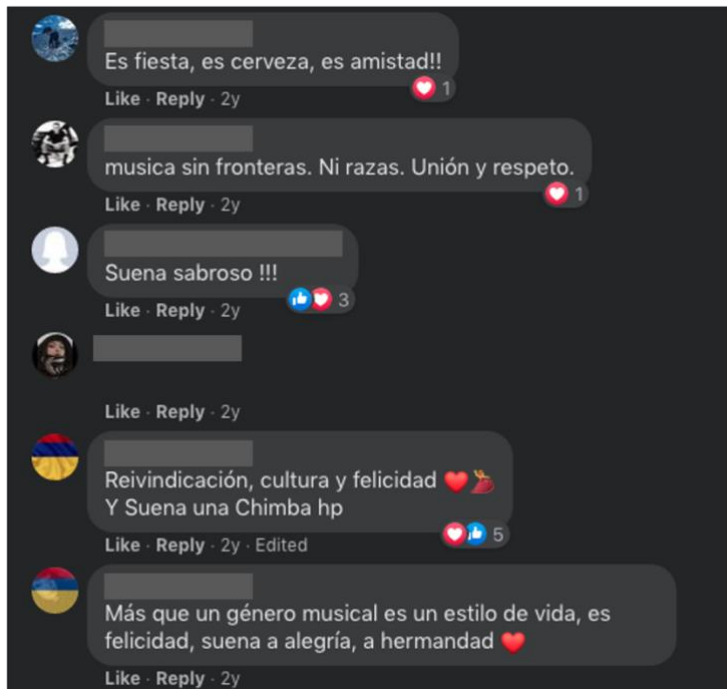 Es fiesta, es cerveza, es amistad!!
1
Like · Reply · 2y
musica sin fronteras. Ni razas. Unión y respeto.
1
Like · Reply · 2y
Suena sabroso !!!
3
Like · Reply · 2y
Like · Reply · 2y
Reivindicación, cultura y felicidad ❤️💃
Y Suena una Chimba hp
5
Like · Reply · 2y · Edited
Más que un género musical es un estilo de vida, es
felicidad, suena a alegría, a hermandad ❤️
Like · Reply · 2y